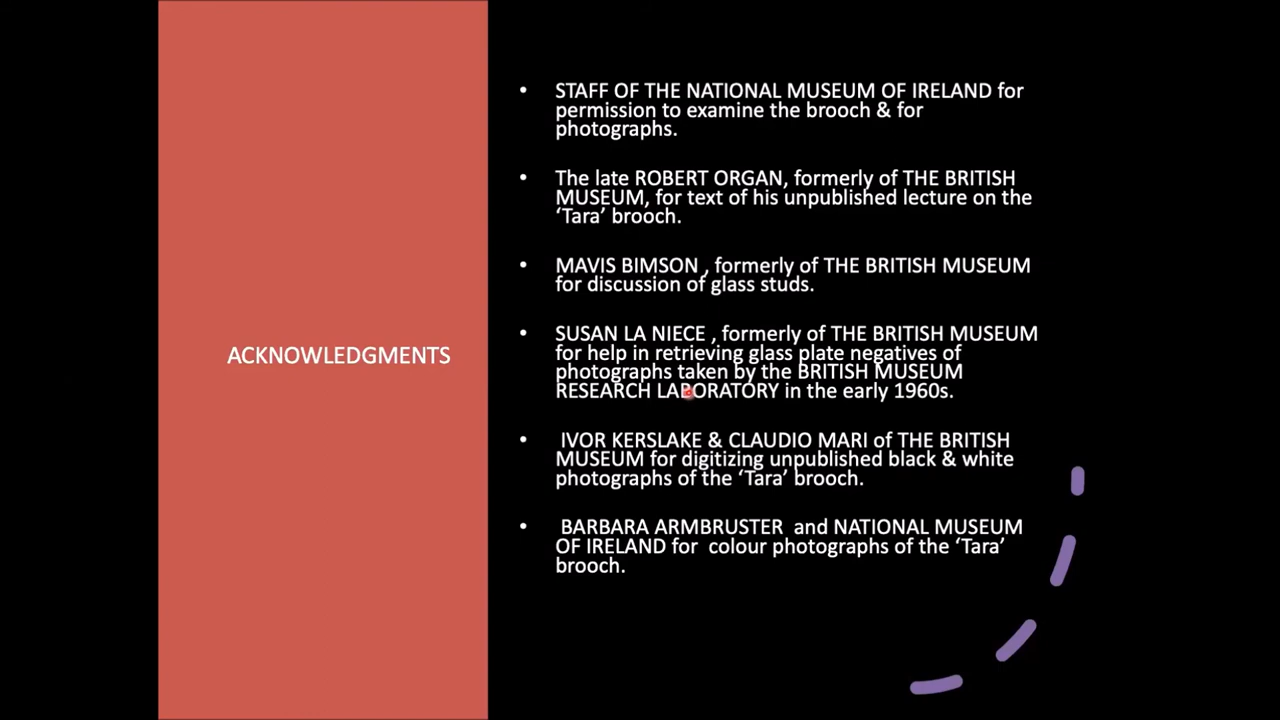 ACKNOWLEDGMENTS
• STAFF OF THE NATIONAL MUSEUM OF IRELAND for
permission to examine the brooch & for
photographs.
• The late ROBERT ORGAN, formerly of THE BRITISH
MUSEUM, for text of his unpublished lecture on the
‘Tara’ brooch.
• MAVIS BIMSON , formerly of THE BRITISH MUSEUM
for discussion of glass studs.
• SUSAN LA NIECE , formerly of THE BRITISH MUSEUM
for help in retrieving glass plate negatives of
photographs taken by the BRITISH MUSEUM
RESEARCH LABORATORY in the early 1960s.
• IVOR KERSLAKE & CLAUDIO MARI of THE BRITISH
MUSEUM for digitizing unpublished black & white
photographs of the ‘Tara’ brooch.
• BARBARA ARMBRUSTER and NATIONAL MUSEUM
OF IRELAND for colour photographs of the ‘Tara’
brooch.